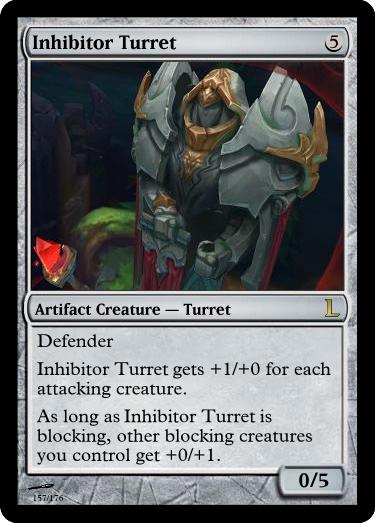 Inhibitor Turret 5
Artifact Creature — Turret L
Defender
Inhibitor Turret gets +1/+0 for each
attacking creature.
As long as Inhibitor Turret is
blocking, other blocking creatures
you control get +0/+1.
0/5
157/176